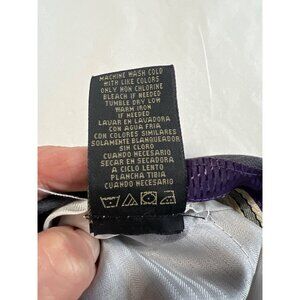 MACHINE WASH COLD
WITH LIKE COLORS
ONLY NON CHLORINE
BLEACH IF NEEDED
TUMBLE DRY LOW
WARM IRON
IF NEEDED
LAVAR EN LAVADORA
CON AGUA FRIA
CON COLORES SIMILARES
SOLAMENTE BLANQUEADOR
SIN CLORO
CUANDO NECESARIO
SECAR EN SECADORA
A CICLO LENTO
PLANCHA TIBIA
CUANDO NECESARIO